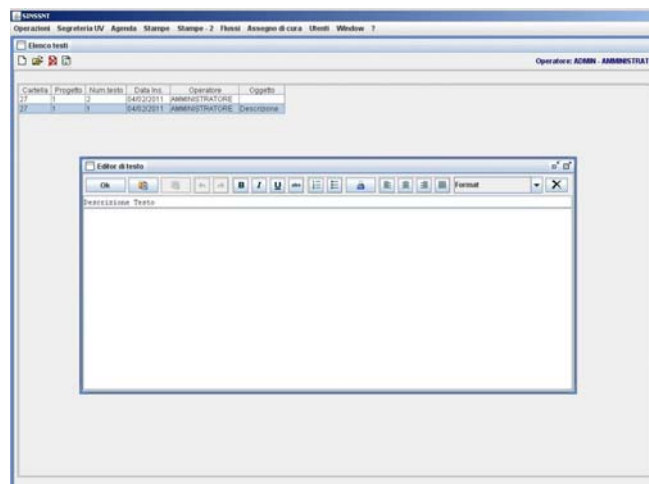 SINSSNT
Operazioni Segreteria UV Agenda Stampe Stampe - 2 Flussi Assegno di cura Utenti Window ?
Elenco testi
Operatore: ADMIN - AMMINISTRAT
Cartella Progetto Num.testo Data Ins. Operatore Oggetto
27 1 2 04/02/2011 AMMINISTRATORE
27 1 1 04/02/2011 AMMINISTRATORE Descrizione
Editor di testo
Ok B I U abc Format
Descrizione Testo